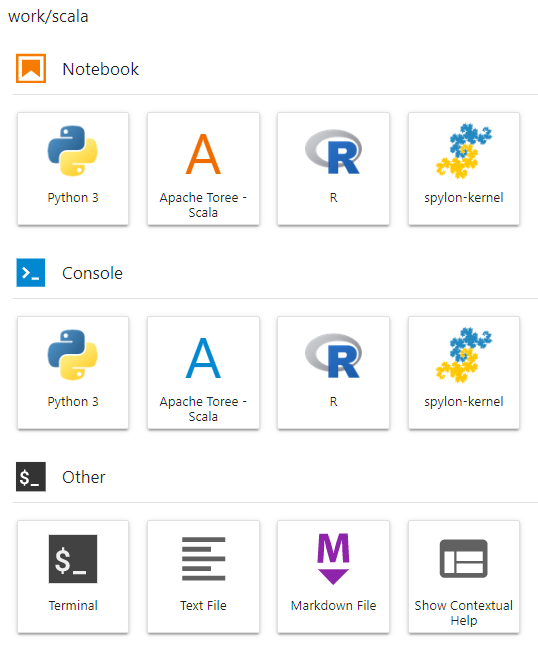 work/scala
Notebook
Python 3
Apache Toree -
Scala
R
spylon-kernel
Console
Python 3
Apache Toree -
Scala
R
spylon-kernel
$_
Other
$_
Terminal
Text File
M
Markdown File
Show Contextual
Help